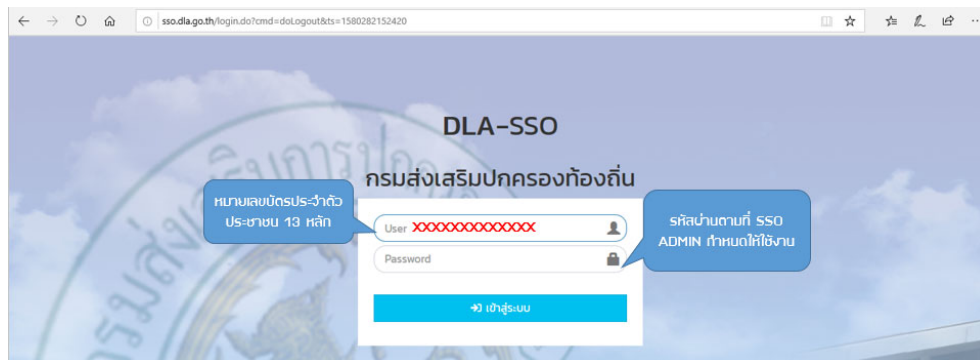 sso.dla.go.th/login.do?cmd=doLogout&ts=1580282152420
DLA-SSO
กรมส่งเสริมปกครองท้องถิ่น
หมายเลขบัตรประจำตัว
ประชาชน 13 หลัก
User XXXXXXXXXXXXX
รหัสผ่านตามที่ SSO
ADMIN กำหนดให้ใช้งาน
Password
เข้าสู่ระบบ